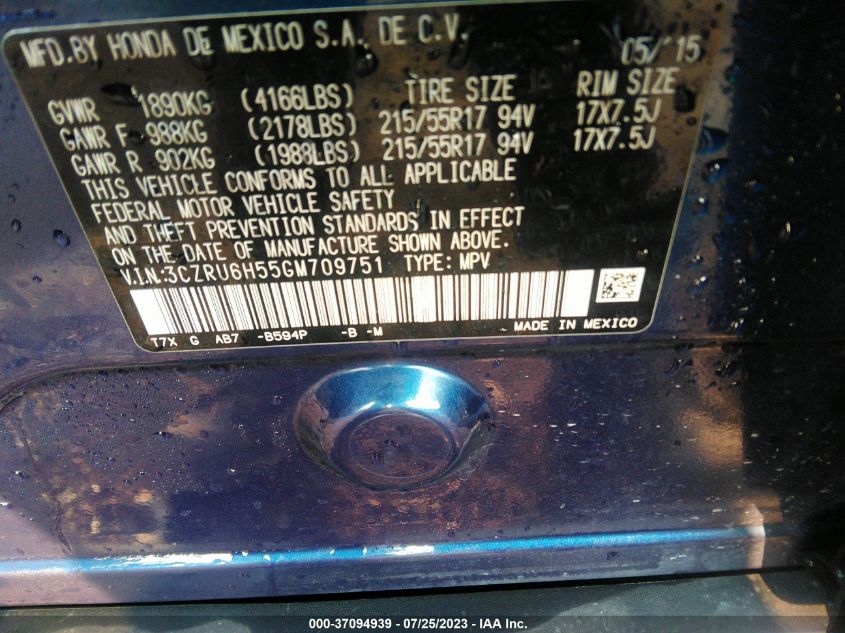 MFD.BY HONDA DE MEXICO S.A. DE C.V. 05/15
GVWR 1890KG (4166LBS) TIRE SIZE RIM SIZE
GAWR F 988KG (2178LBS) 215/55R17 94V 17X7.5J
GAWR R 902KG (1988LBS) 215/55R17 94V 17X7.5J
THIS VEHICLE CONFORMS TO ALL APPLICABLE
FEDERAL MOTOR VEHICLE SAFETY
AND THEFT PREVENTION STANDARDS IN EFFECT
ON THE DATE OF MANUFACTURE SHOWN ABOVE.
V.I.N:3CZRU6H55GM709751 TYPE: MPV
T7X G AB7 -B594P -B -M MADE IN MEXICO
000-37094939 - 07/25/2023 - IAA Inc.